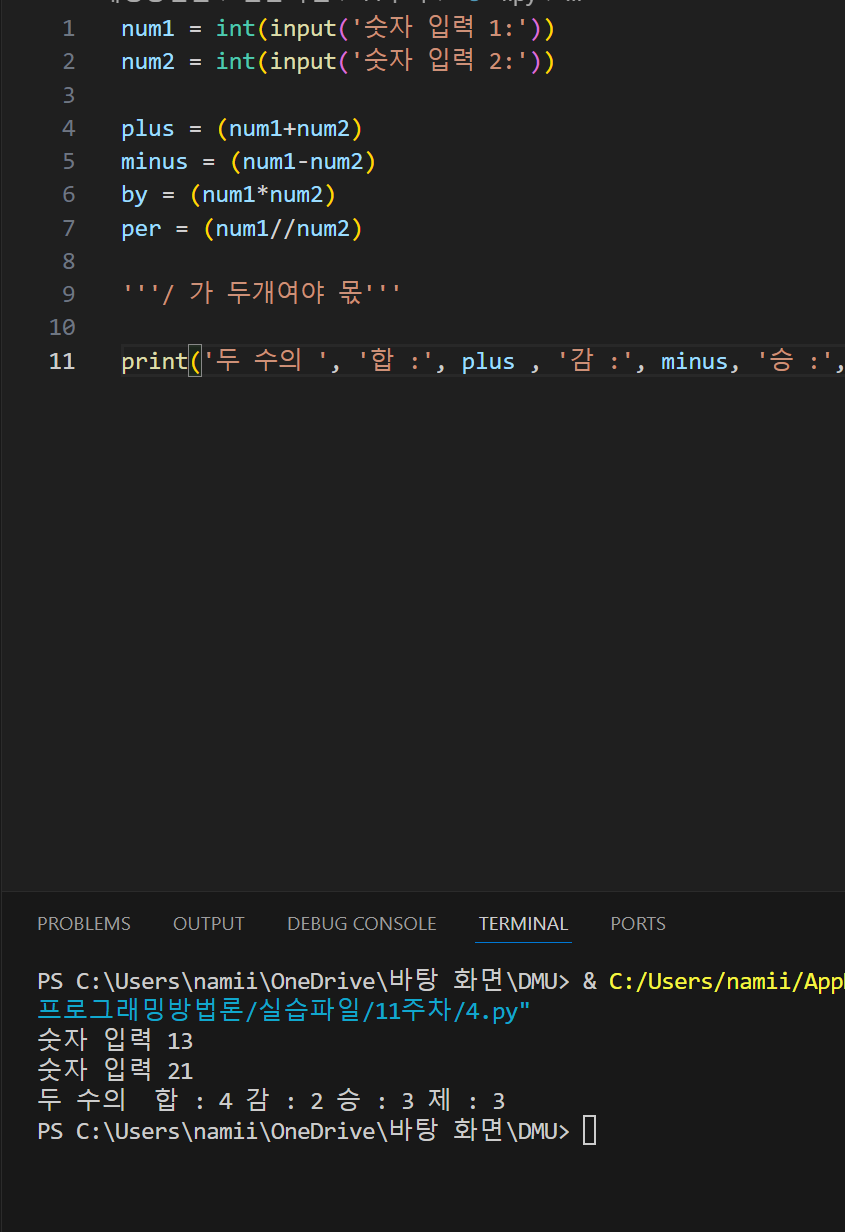 1 num1 = int(input('숫자 입력 1:'))
2 num2 = int(input('숫자 입력 2:'))
3
4 plus = (num1+num2)
5 minus = (num1-num2)
6 by = (num1*num2)
7 per = (num1//num2)
8
9 '''/ 가 두개여야 몫'''
10
11 print('두 수의 ', '합 :', plus , '감 :', minus, '승 :',
PROBLEMS OUTPUT DEBUG CONSOLE TERMINAL PORTS
PS C:\Users\namii\OneDrive\바탕 화면\DMU> & C:/Users/namii/App
프로그래밍방법론/실습파일/11주차/4.py"
숫자 입력 13
숫자 입력 21
두 수의  합 : 4 감 : 2 승 : 3 제 : 3
PS C:\Users\namii\OneDrive\바탕 화면\DMU>